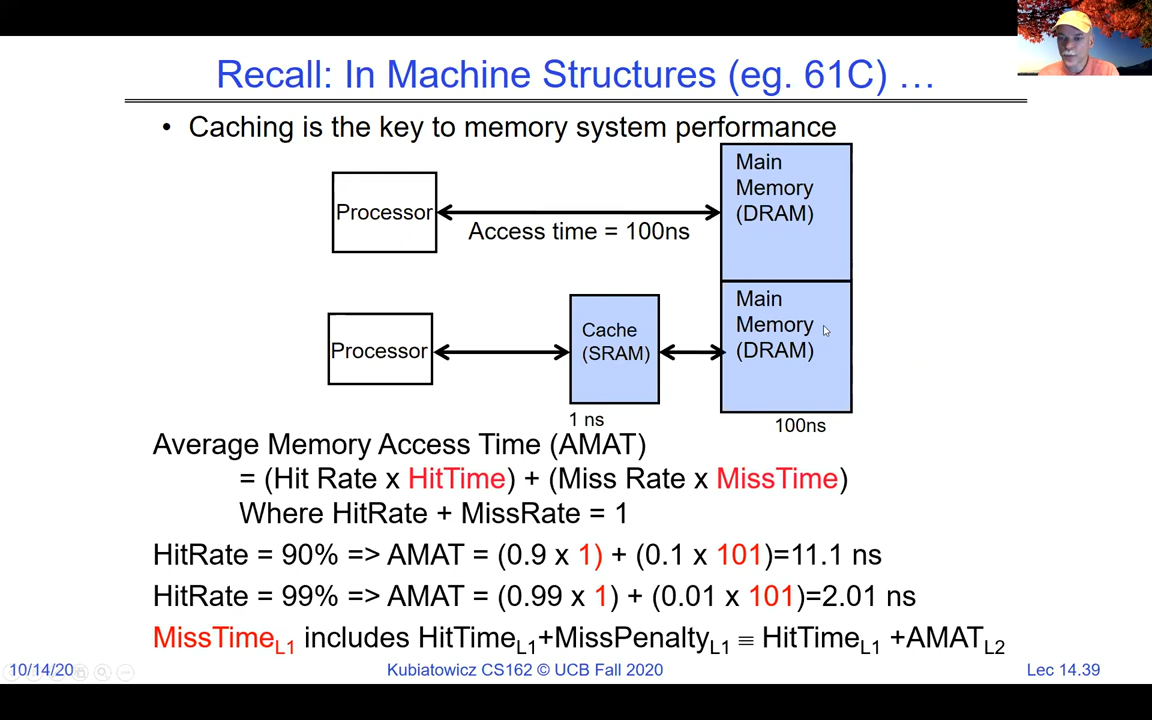 Recall: In Machine Structures (eg. 61C) …
• Caching is the key to memory system performance
Main
Memory
(DRAM)
Processor
Access time = 100ns
Main
Memory
(DRAM)
Cache
(SRAM)
Processor
1 ns
100ns
Average Memory Access Time (AMAT)
= (Hit Rate x HitTime) + (Miss Rate x MissTime)
Where HitRate + MissRate = 1
HitRate = 90% => AMAT = (0.9 x 1) + (0.1 x 101)=11.1 ns
HitRate = 99% => AMAT = (0.99 x 1) + (0.01 x 101)=2.01 ns
MissTimeL1 includes HitTimeL1+MissPenaltyL1 ≡ HitTimeL1 +AMATL2
10/14/20
Kubiatowicz CS162 © UCB Fall 2020
Lec 14.39